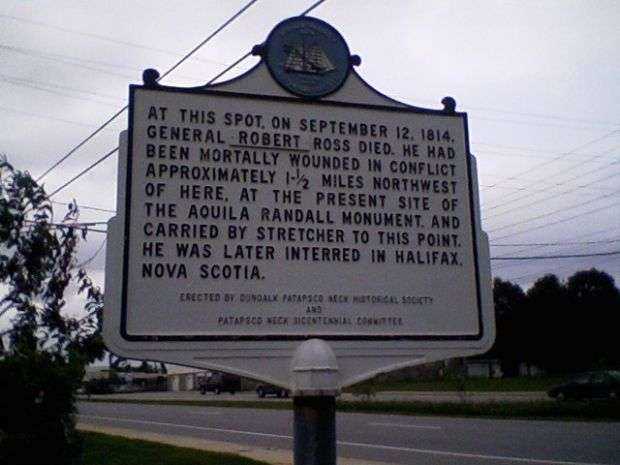 AT THIS SPOT, ON SEPTEMBER 12, 1814,
GENERAL ROBERT ROSS DIED. HE HAD
BEEN MORTALLY WOUNDED IN CONFLICT
APPROXIMATELY 1-1/2 MILES NORTHWEST
OF HERE, AT THE PRESENT SITE OF
THE AQUILA RANDALL MONUMENT, AND
CARRIED BY STRETCHER TO THIS POINT.
HE WAS LATER INTERRED IN HALIFAX,
NOVA SCOTIA.
ERECTED BY DUNDALK PATAPSCO NECK HISTORICAL SOCIETY
AND
PATAPSCO NECK BICENTENNIAL COMMITTEE